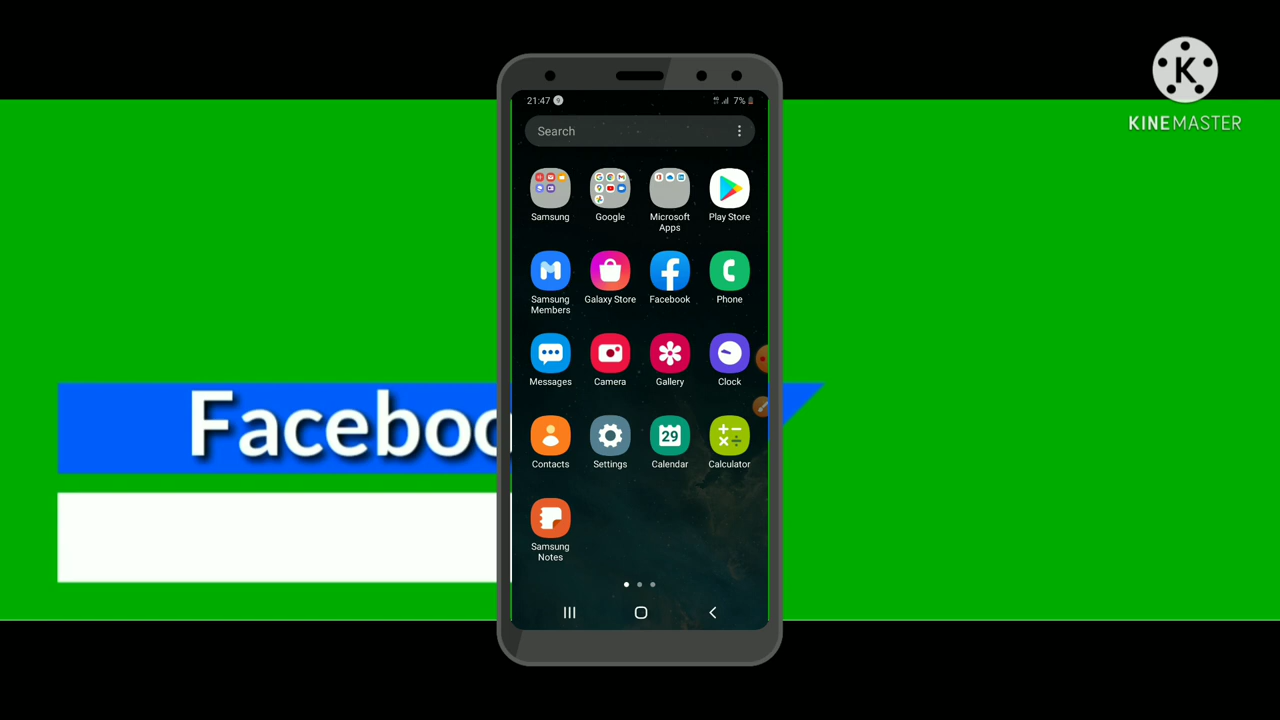 K
KINEMASTER
21:47
7%
Search
Samsung
Google
Microsoft
Apps
Play Store
Samsung
Members
Galaxy Store
Facebook
Phone
Messages
Camera
Gallery
Clock
Faceboo
Contacts
Settings
29
Calendar
Calculator
Samsung
Notes